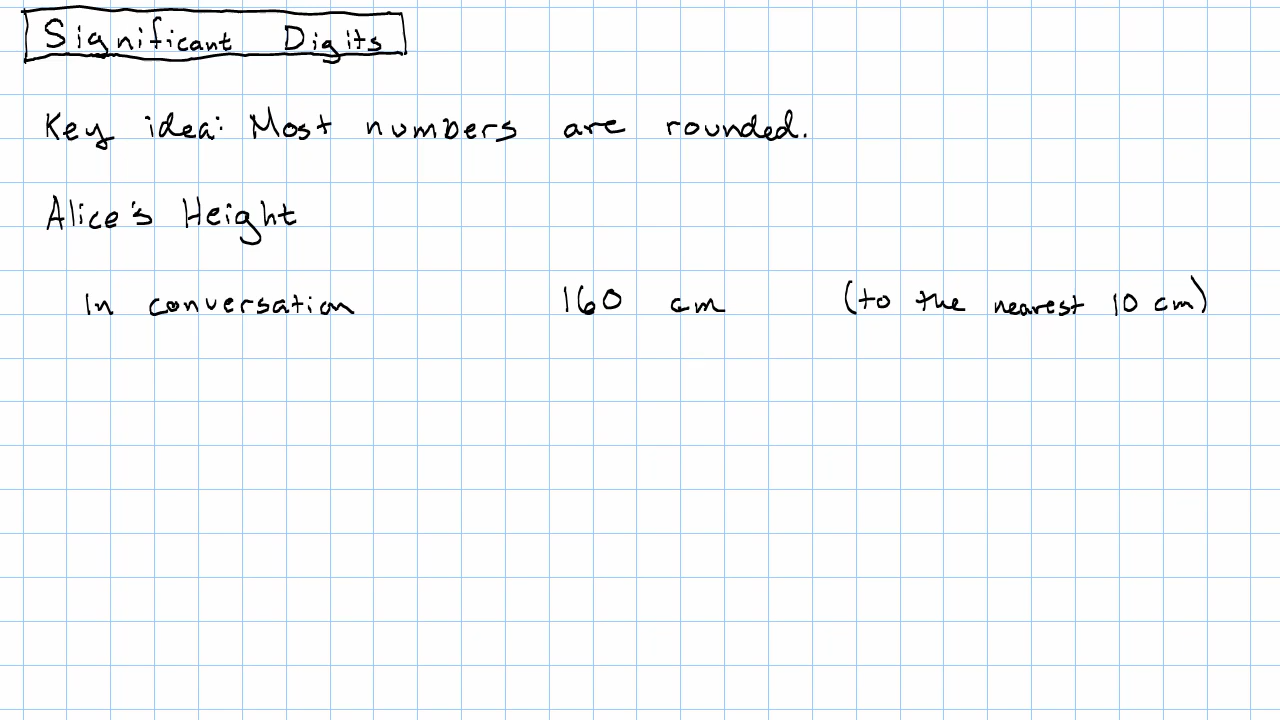 Significant Digits
Key idea: Most numbers are rounded.
Alice's Height
In conversation 160 cm (to the nearest 10 cm)